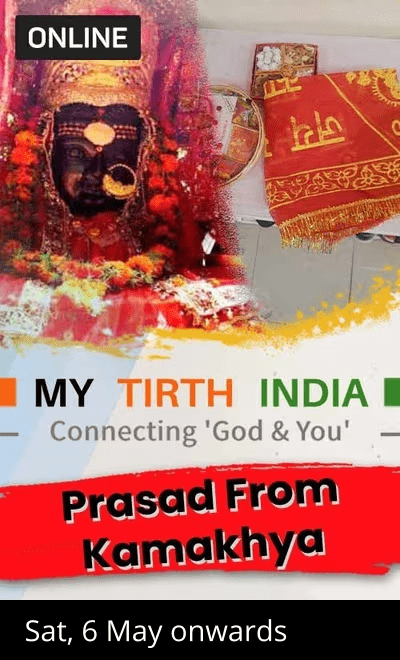 ONLINE
MY TIRTH INDIA
Connecting 'God & You'
Prasad From
Kamakhya
Sat, 6 May onwards